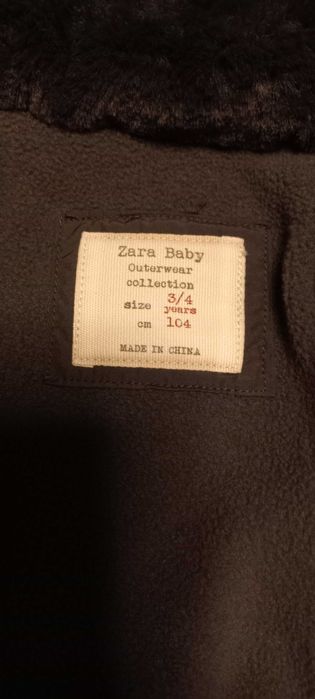 Zara Baby
Outerwear
collection
size 3/4 years
cm 104
MADE IN CHINA